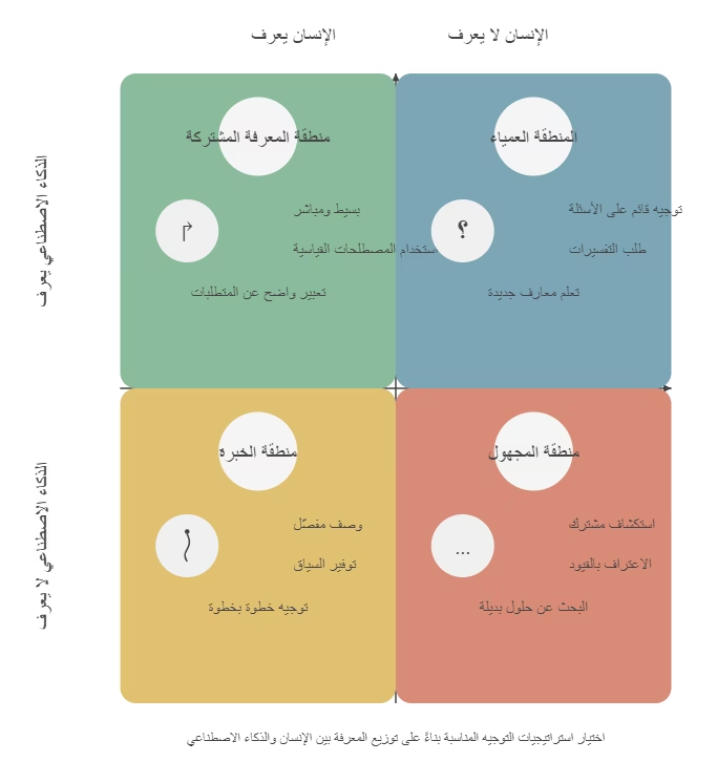 الإنسان يعرف
الإنسان لا يعرف
الذكاء الاصطناعي يعرف
منطقة المعرفة المشتركة
بسيط ومباشر
استخدام المصطلحات القياسية
تعبير واضح عن المتطلبات
المنطقة العمياء
؟
توجيه قائم على الأسئلة
طلب التفسيرات
تعلم معارف جديدة
الذكاء الاصطناعي لا يعرف
منطقة الخبرة
وصف مفصّل
توفير السياق
توجيه خطوة بخطوة
منطقة المجهول
...
استكشاف مشترك
الاعتراف بالقيود
البحث عن حلول بديلة
اختيار استراتيجيات التوجيه المناسبة بناءً على توزيع المعرفة بين الإنسان والذكاء الاصطناعي